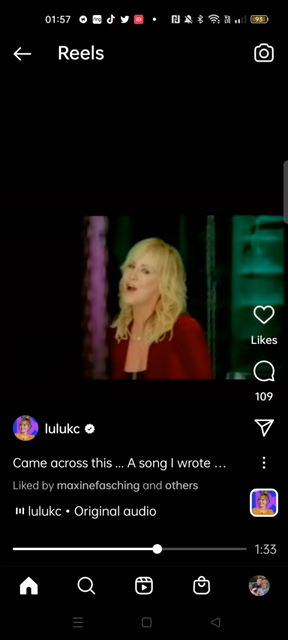 01:57
93
Reels
Likes
109
lulukc
Came across this ... A song I wrote ...
Liked by maxinefasching and others
lulukc • Original audio
1:33